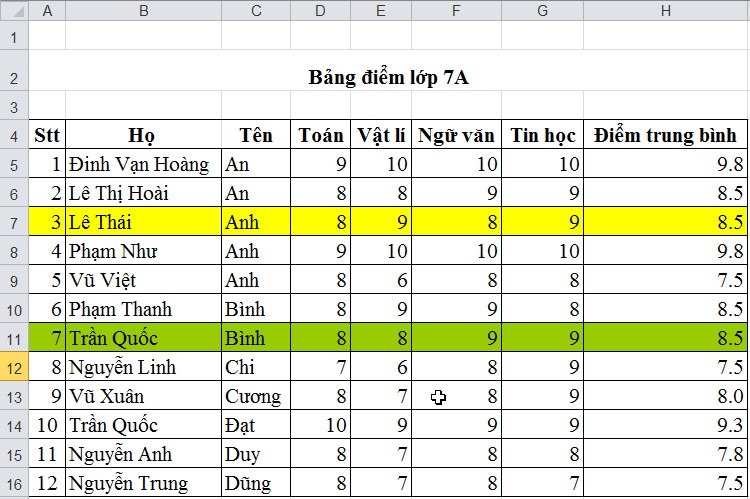 A B C D E F G H
1
2 Bảng điểm lớp 7A
3
4 Stt Họ Tên Toán Vật lí Ngữ văn Tin học Điểm trung bình
5 1 Đinh Vạn Hoàng An 9 10 10 10 9.8
6 2 Lê Thị Hoài An 8 8 9 9 8.5
7 3 Lê Thái Anh 8 9 8 9 8.5
8 4 Phạm Như Anh 9 10 10 10 9.8
9 5 Vũ Việt Anh 8 6 8 8 7.5
10 6 Phạm Thanh Bình 8 9 9 8 8.5
11 7 Trần Quốc Bình 8 8 9 9 8.5
12 8 Nguyễn Linh Chi 7 6 8 9 7.5
13 9 Vũ Xuân Cương 8 7 8 9 8.0
14 10 Trần Quốc Đạt 10 9 9 9 9.3
15 11 Nguyễn Anh Duy 8 7 8 8 7.8
16 12 Nguyễn Trung Dũng 8 7 8 7 7.5